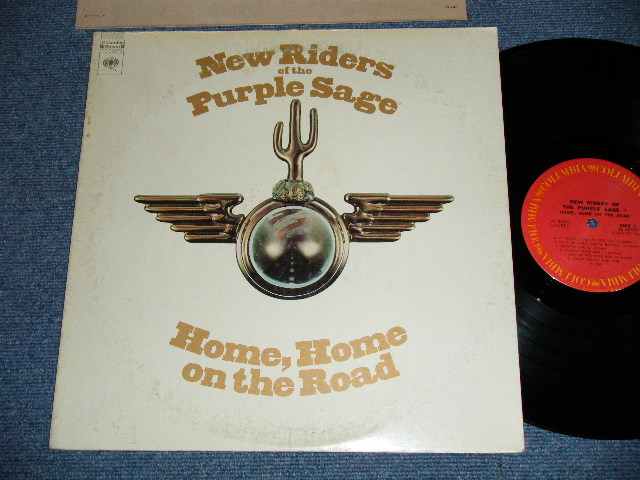 New Riders
of the
Purple Sage
Home, Home
on the Road
COLUMBIA
COLUMBIA
NEW RIDERS OF
THE PURPLE SAGE
HOME, HOME ON THE ROAD